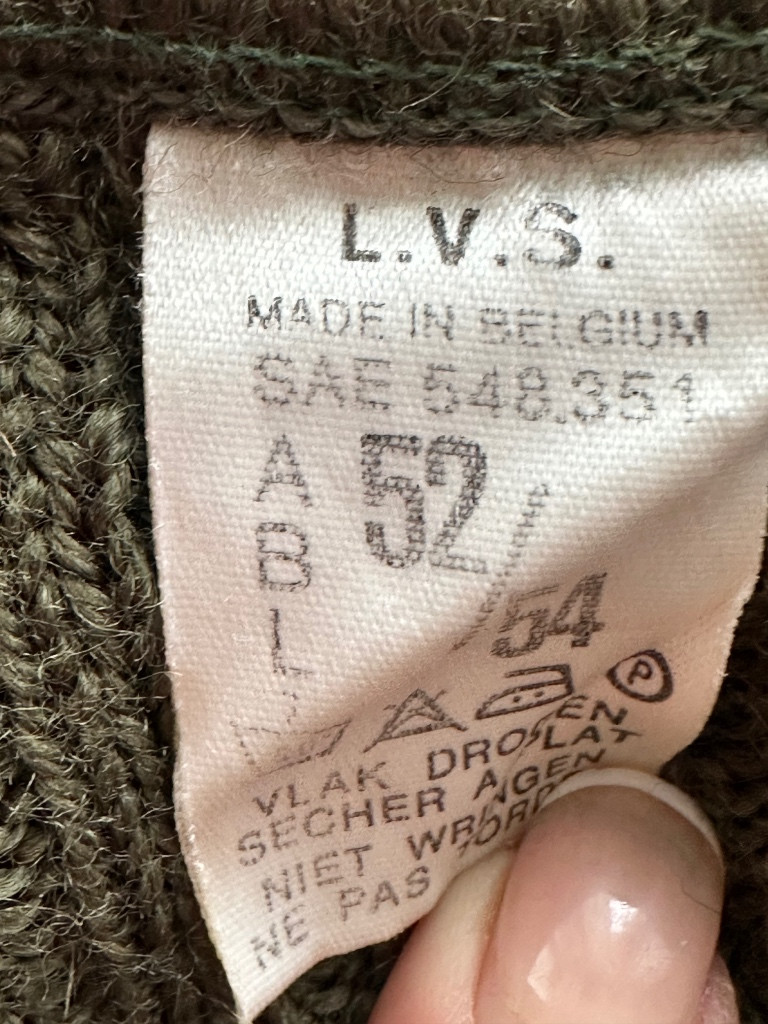 L.V.S.
MADE IN BELGIUM
SAE 548.351
A 52
B
L 54
P
VLAK DROGEN
SECHER A PLAT
NIET WRINGEN
NE PAS TORDRE